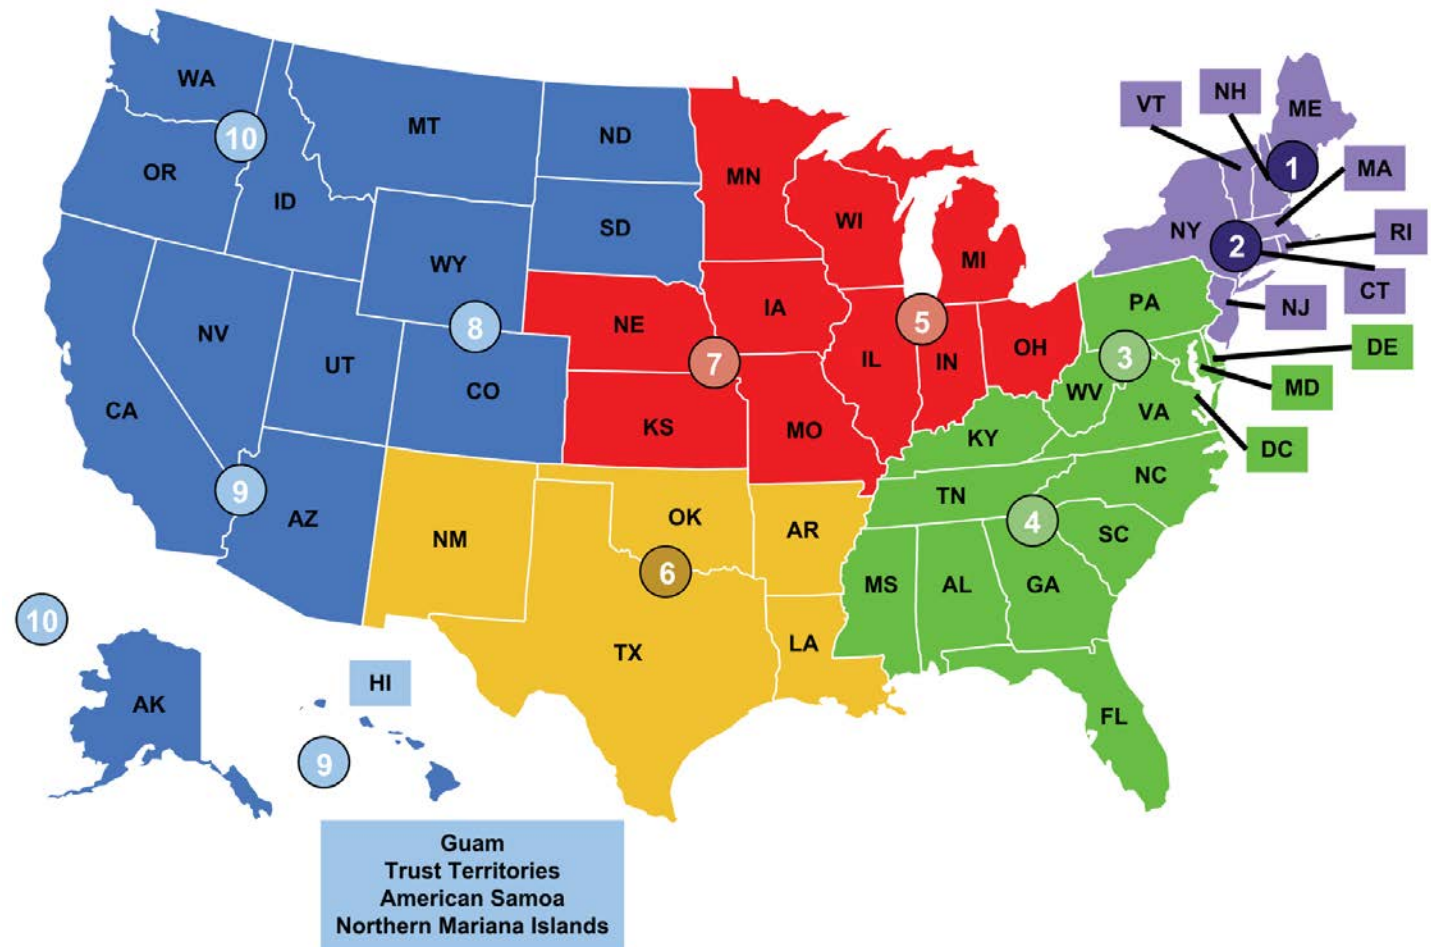 WA
MT
ND
MN
VT
NH
ME
10
OR
ID
SD
WI
MI
1
MA
NY
2
RI
CT
NJ
WY
8
NE
IA
5
PA
3
DE
MD
DC
NV
UT
CO
7
IL
IN
OH
WV
VA
CA
KS
MO
KY
9
AZ
NM
OK
AR
TN
NC
4
SC
6
MS
AL
GA
TX
LA
FL
10
AK
HI
9
Guam
Trust Territories
American Samoa
Northern Mariana Islands